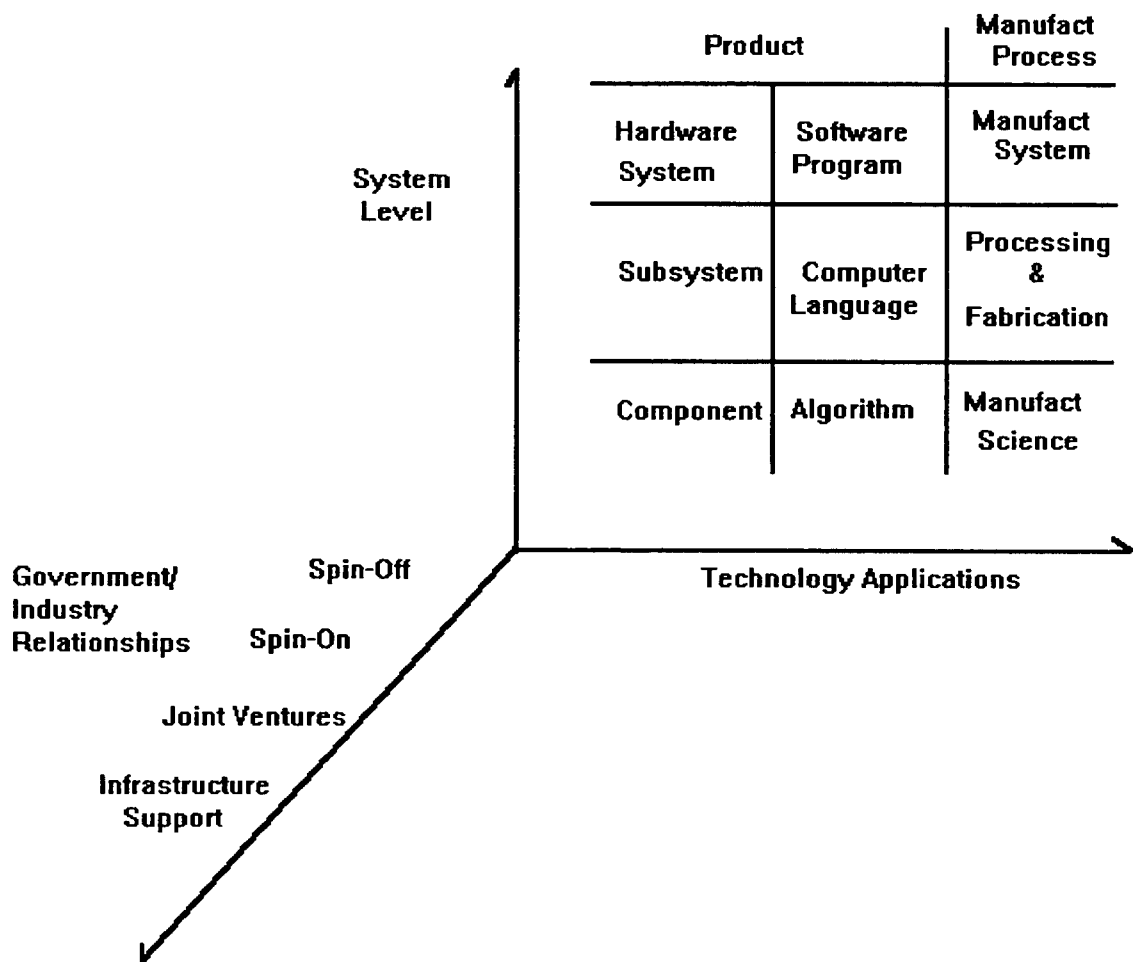 Product
Manufact
Process
System
Level
Hardware
System
Software
Program
Manufact
System
Subsystem
Computer
Language
Processing
&
Fabrication
Component
Algorithm
Manufact
Science
Technology Applications
Government/
Industry
Relationships
Spin-Off
Spin-On
Joint Ventures
Infrastructure
Support